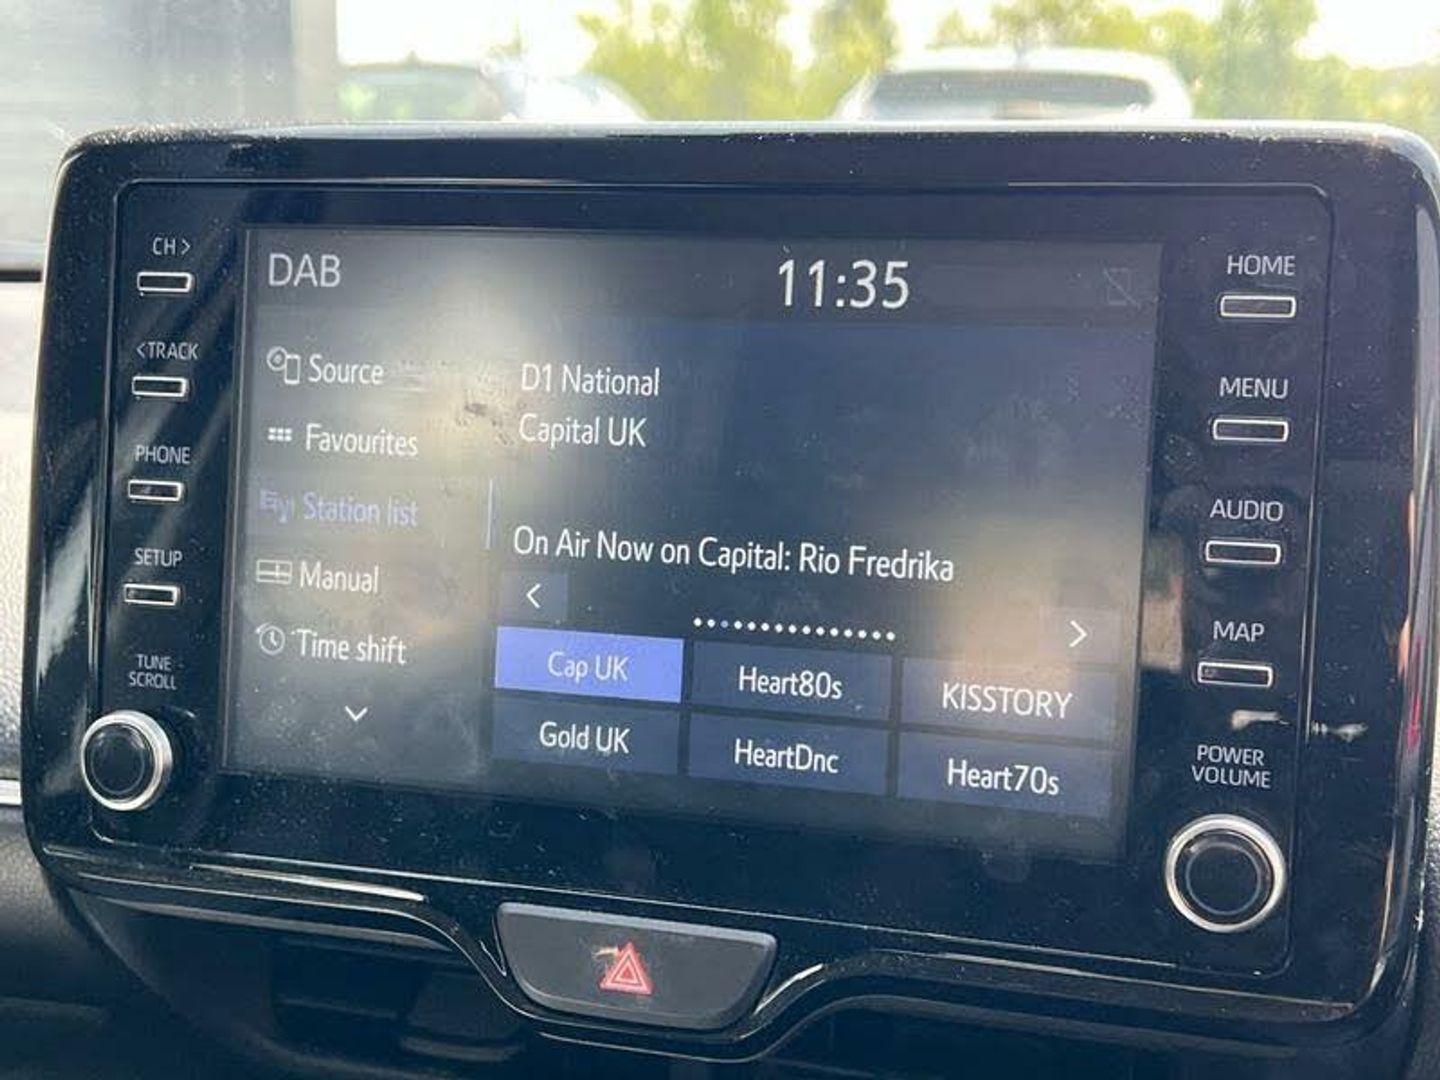 CH >
< TRACK
PHONE
SETUP
TUNE
SCROLL
DAB
11:35
Source
Favourites
Station list
Manual
Time shift
D1 National
Capital UK
On Air Now on Capital: Rio Fredrika
Cap UK
Heart80s
KISSTORY
Gold UK
HeartDnc
Heart70s
HOME
MENU
AUDIO
MAP
POWER
VOLUME